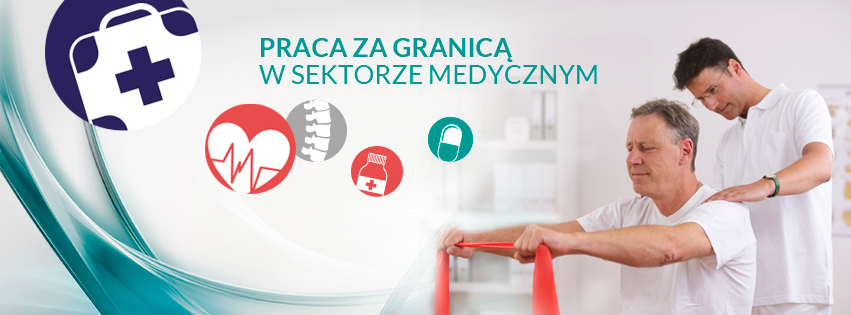 PRACA ZA GRANICĄ
W SEKTORZE MEDYCZNYM